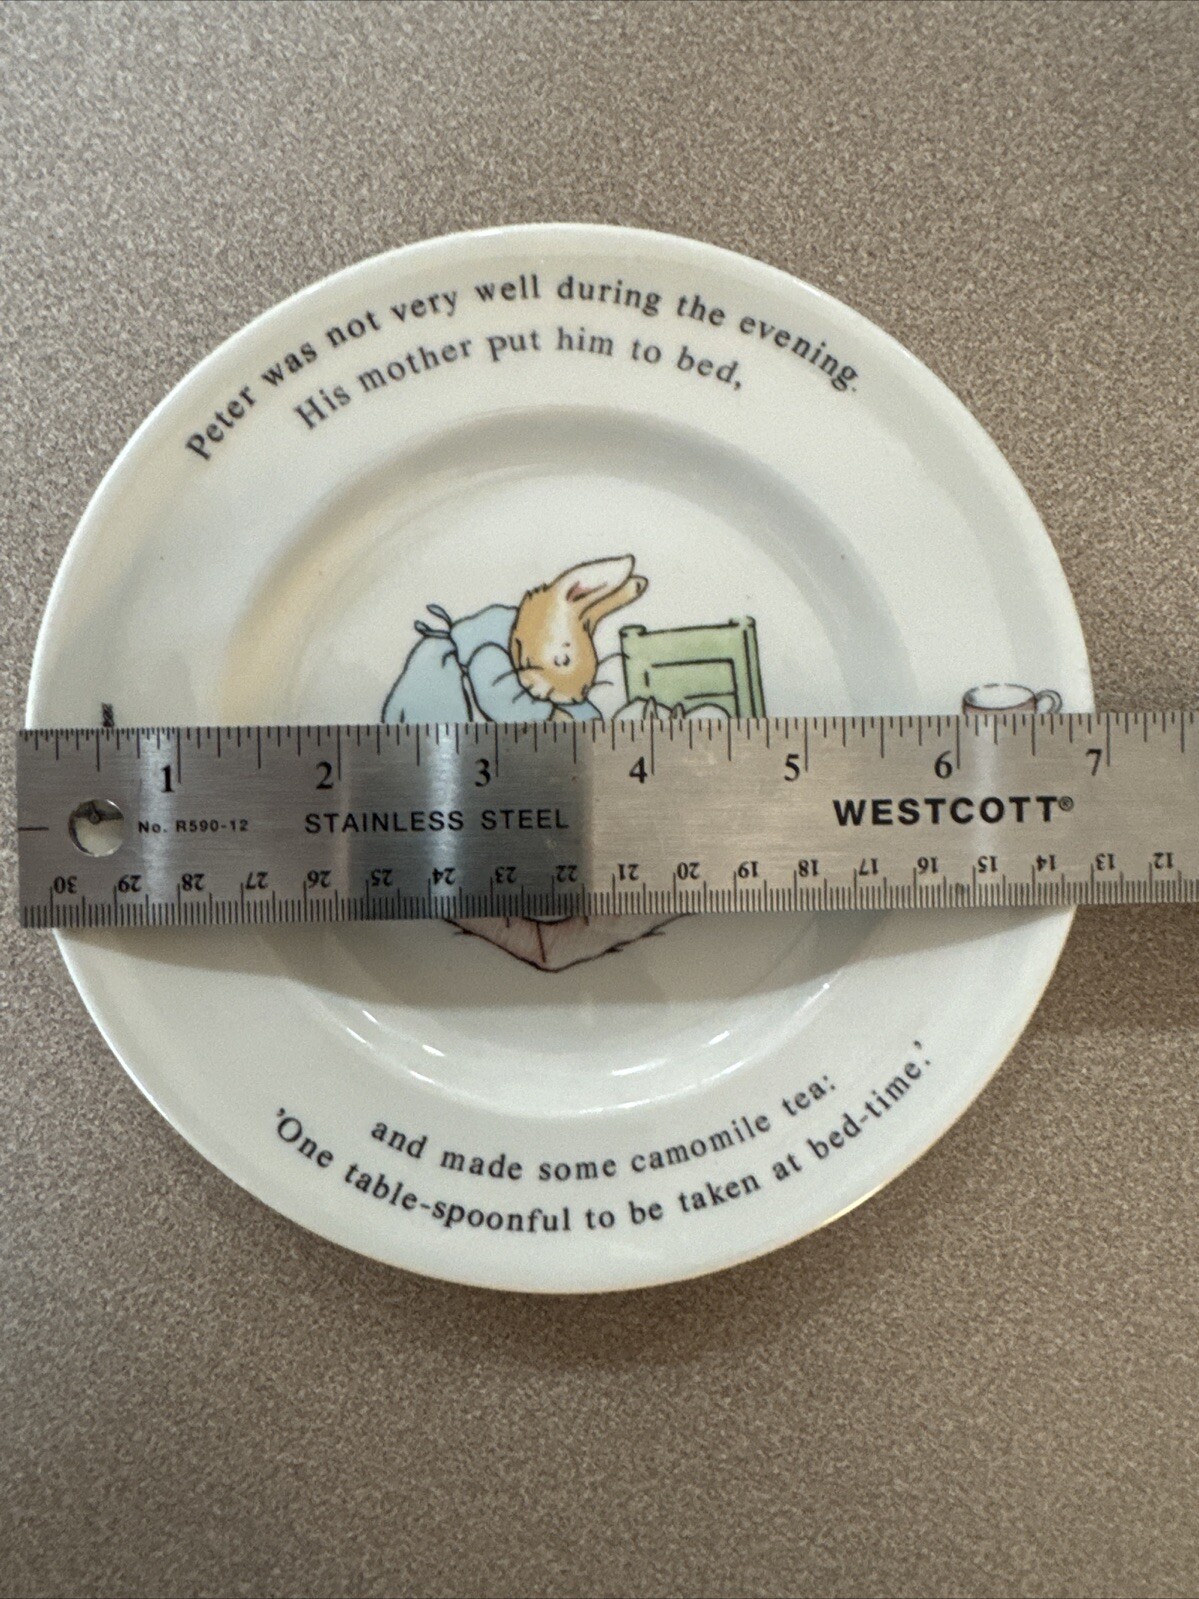 Peter was not very well during the evening.
His mother put him to bed,
1 2 3 4 5 6 7
No. R590-12 STAINLESS STEEL WESTCOTT®
30 29 28 27 26 25 24 23 22 21 20 19 18 17 16 15 14 13 12
and made some camomile tea:
'One table-spoonful to be taken at bed-time.'